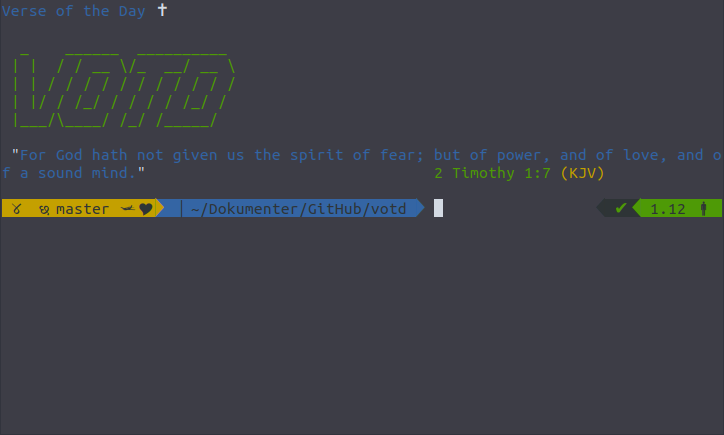 Verse of the Day ✝
VOTD
"For God hath not given us the spirit of fear; but of power, and of love, and o
f a sound mind." 2 Timothy 1:7 (KJV)
master ~/Dokumenter/GitHub/votd ✔ 1.12